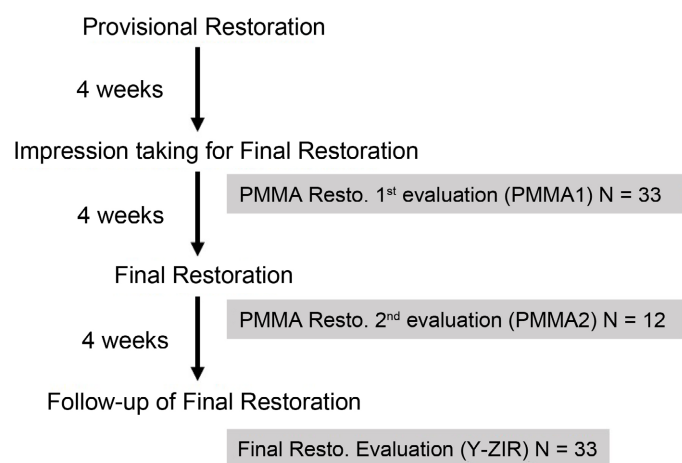 Provisional Restoration
4 weeks
Impression taking for Final Restoration
PMMA Resto. 1st evaluation (PMMA1) N = 33
4 weeks
Final Restoration
PMMA Resto. 2nd evaluation (PMMA2) N = 12
4 weeks
Follow-up of Final Restoration
Final Resto. Evaluation (Y-ZIR) N = 33